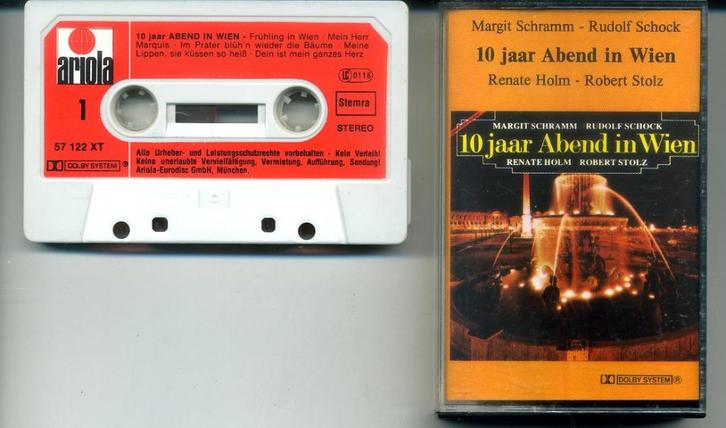 ariola
10 jaar ABEND IN WIEN - Frühling in Wien · Mein Herr
Marquis · Im Prater blüh'n wieder die Bäume · Meine
Lippen, sie küssen so heiß · Dein ist mein ganzes Herz
1
LC 0116
Stemra
STEREO
57 122 XT
DOLBY SYSTEM®
Alle Urheber- und Leistungsschutzrechte vorbehalten - Kein Verleih!
Keine unerlaubte Vervielfältigung, Vermietung, Aufführung, Sendung!
Ariola-Eurodisc GmbH, München.
Margit Schramm - Rudolf Schock
10 jaar Abend in Wien
Renate Holm - Robert Stolz
MARGIT SCHRAMM RUDOLF SCHOCK
10 jaar Abend in Wien
RENATE HOLM ROBERT STOLZ
DOLBY SYSTEM®